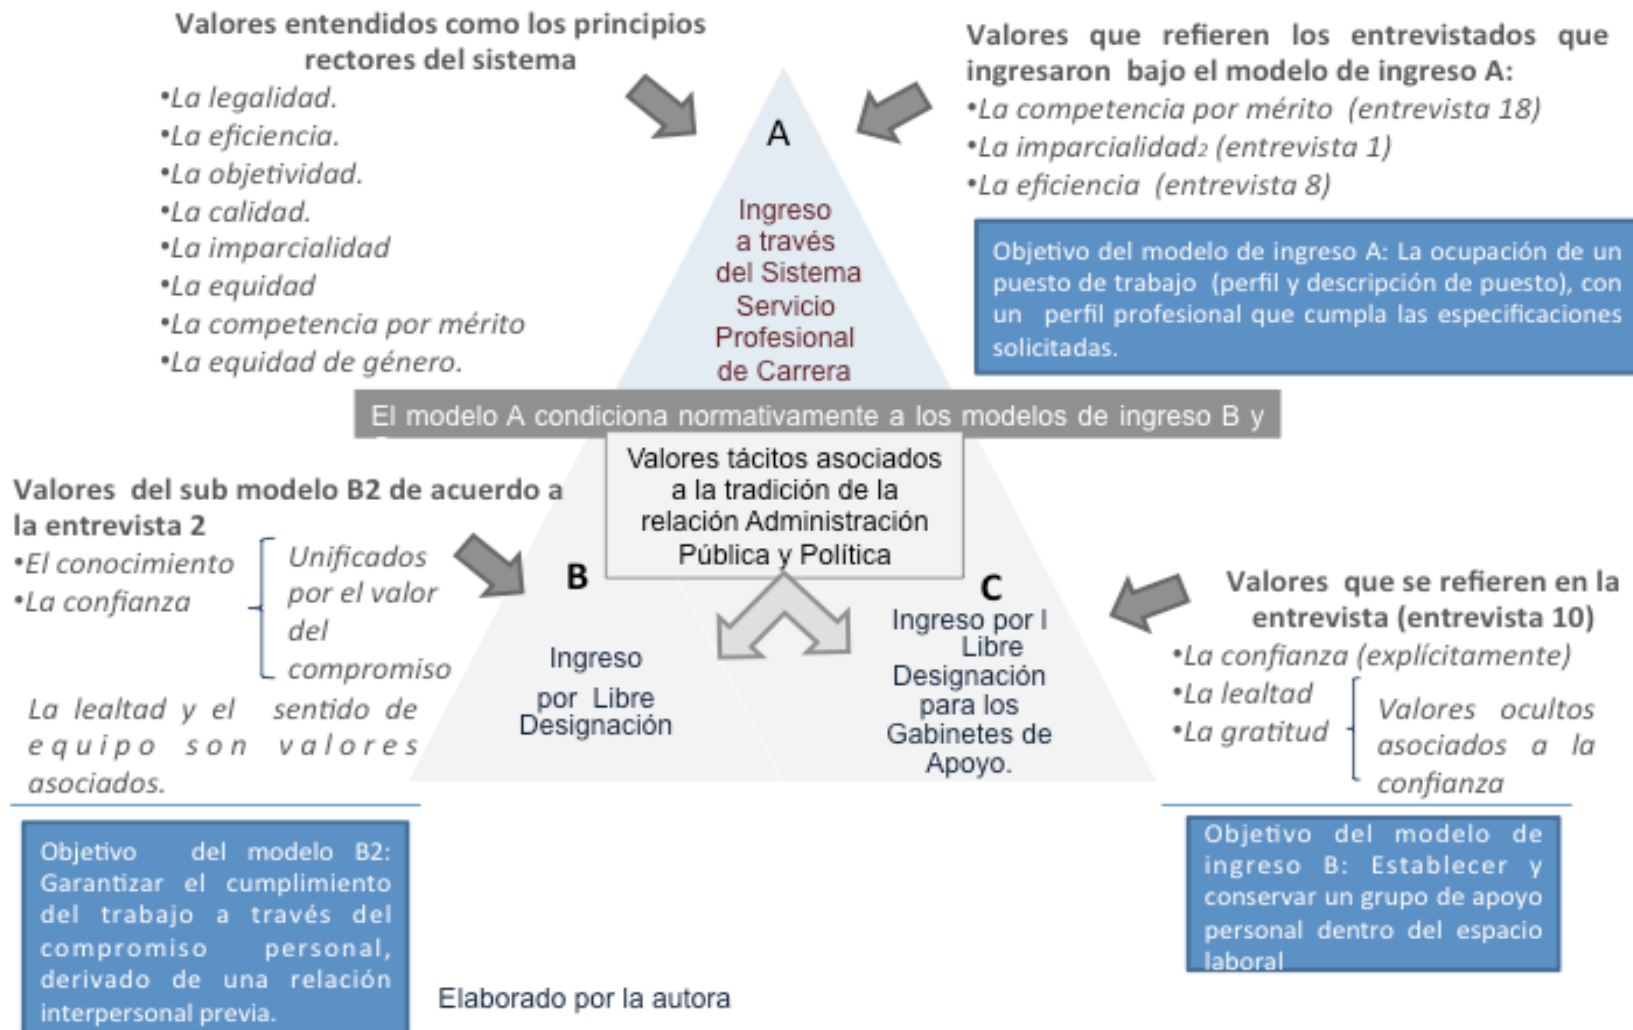 Valores entendidos como los principios
rectores del sistema
•La legalidad.
•La eficiencia.
•La objetividad.
•La calidad.
•La imparcialidad
•La equidad
•La competencia por mérito
•La equidad de género.
Valores que refieren los entrevistados que
ingresaron bajo el modelo de ingreso A:
•La competencia por mérito (entrevista 18)
•La imparcialidad2 (entrevista 1)
•La eficiencia (entrevista 8)
Objetivo del modelo de ingreso A: La ocupación de un
puesto de trabajo (perfil y descripción de puesto), con
un perfil profesional que cumpla las especificaciones
solicitadas.
A
Ingreso
a través
del Sistema
Servicio
Profesional
de Carrera
El modelo A condiciona normativamente a los modelos de ingreso B y
Valores tácitos asociados
a la tradición de la
relación Administración
Pública y Política
Valores del sub modelo B2 de acuerdo a
la entrevista 2
•El conocimiento
•La confianza
Unificados
por el valor
del
compromiso
La lealtad y el sentido de
equipo son valores
asociados.
B
Ingreso
por Libre
Designación
C
Ingreso por l
Libre
Designación
para los
Gabinetes de
Apoyo.
Valores que se refieren en la
entrevista (entrevista 10)
•La confianza (explícitamente)
•La lealtad
•La gratitud
Valores ocultos
asociados a la
confianza
Objetivo del modelo B2:
Garantizar el cumplimiento
del trabajo a través del
compromiso personal,
derivado de una relación
interpersonal previa.
Objetivo del modelo de
ingreso B: Establecer y
conservar un grupo de apoyo
personal dentro del espacio
laboral
Elaborado por la autora